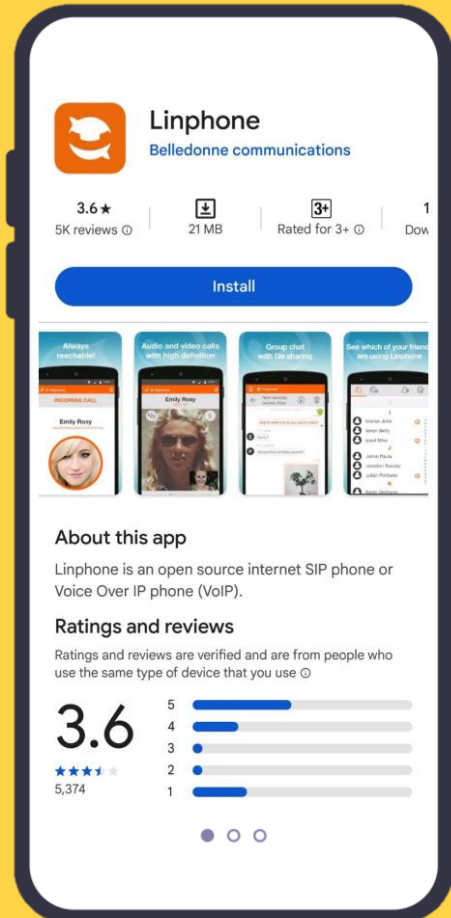 Linphone
Belledonne communications
3.6★
5K reviews
21 MB
3+
Rated for 3+
1
Dow
Install
Always
reachable!
INCOMING CALL
Emily Rosy
Audio and video calls
with high definition
Emily Rosy
Group chat
with file sharing
See which of your friend
are using Linphone
About this app
Linphone is an open source internet SIP phone or
Voice Over IP phone (VoIP).
Ratings and reviews
Ratings and reviews are verified and are from people who
use the same type of device that you use
3.6
5,374
5
4
3
2
1